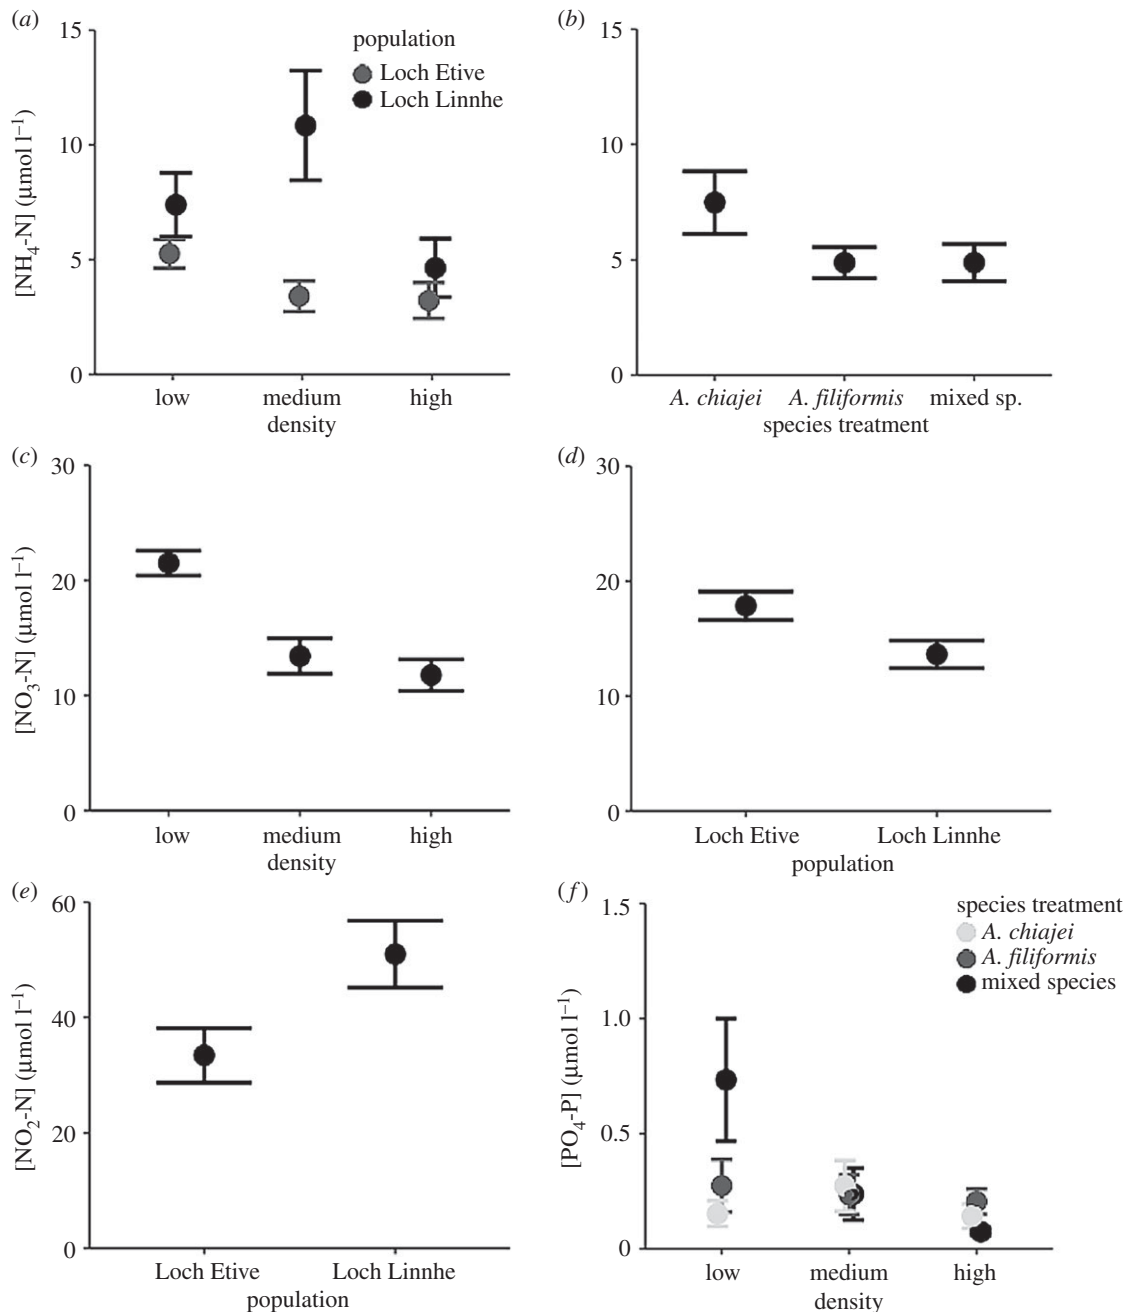 (a)
15
10
5
0
[NH₄-N] (µmol l⁻¹)
population
Loch Etive
Loch Linnhe
low
medium
high
density
(b)
15
10
5
0
A. chiajei
A. filiformis
mixed sp.
species treatment
(c)
30
20
10
0
[NO₃-N] (µmol l⁻¹)
low
medium
high
density
(d)
30
20
10
0
Loch Etive
Loch Linnhe
population
(e)
60
40
20
0
[NO₂-N] (µmol l⁻¹)
Loch Etive
Loch Linnhe
population
(f)
1.5
1.0
0.5
0
[PO₄-P] (µmol l⁻¹)
species treatment
A. chiajei
A. filiformis
mixed species
low
medium
high
density